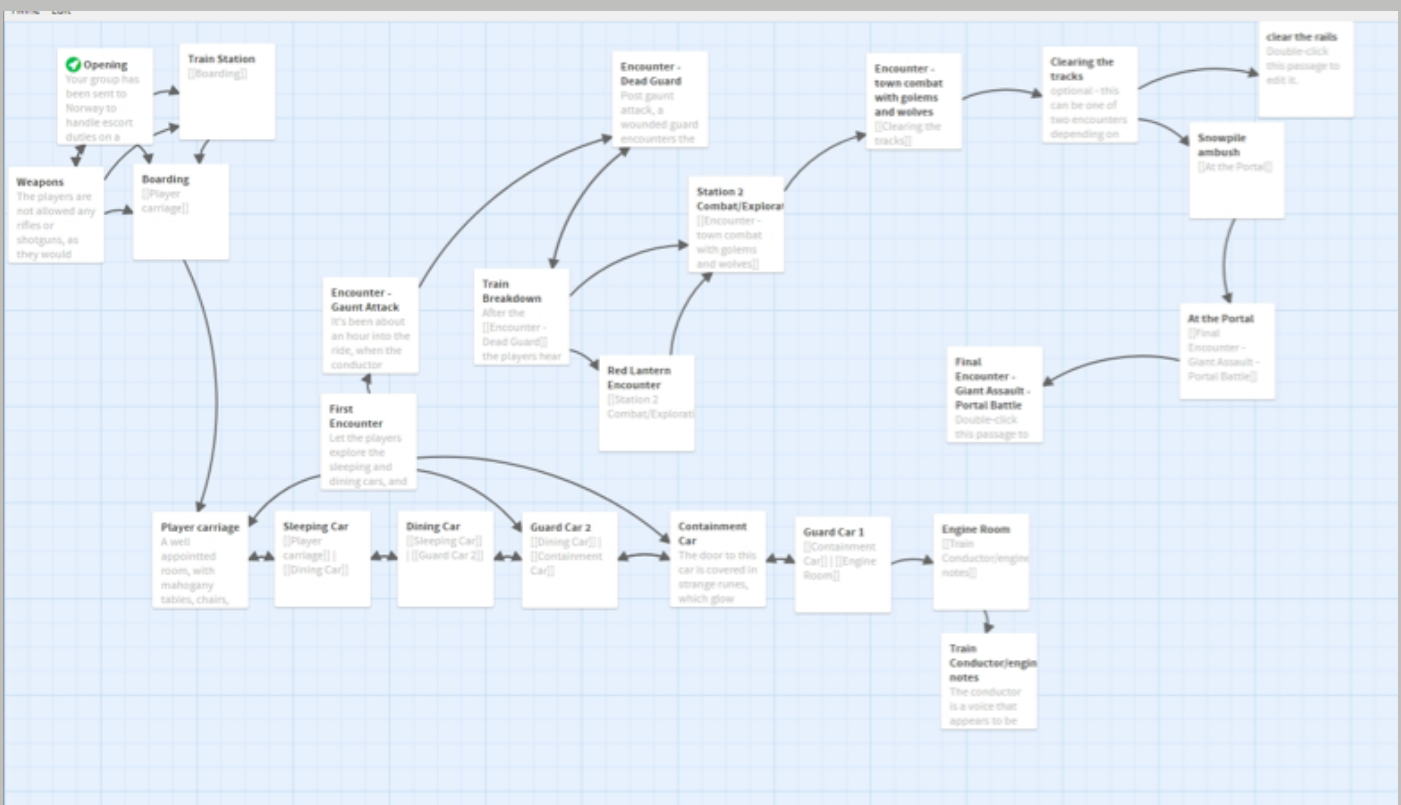 Opening
Your group has
been sent to
Norway to
handle escort
duties on a
Train Station
[[Boarding]]
Weapons
The players are
not allowed any
rifles or
shotguns, as
they would
Boarding
[[Player
carriage]]
Encounter -
Dead Guard
Post gaunt
attack, a
wounded guard
encounters the
Encounter -
town combat
with golems
and wolves
[[Clearing the
tracks]]
Clearing the
tracks
optional - this
can be one of
two encounters
depending on
clear the rails
Double-click
this passage to
edit it.
Snowpile
ambush
[[At the Portal]]
Station 2
Combat/Explorat
[[Encounter -
town combat
with golems
and wolves]]
Encounter -
Gaunt Attack
It's been about
an hour into the
ride, when the
conductor
Train
Breakdown
After the
[[Encounter -
Dead Guard]]
the players hear
Red Lantern
Encounter
[[Station 2
Combat/Explorati
At the Portal
[[Final
Encounter -
Giant Assault -
Portal Battle]]
Final
Encounter -
Giant Assault -
Portal Battle
Double-click
this passage to
First
Encounter
Let the players
explore the
sleeping and
dining cars, and
Player carriage
A well
appointted
room, with
mahogany
tables, chairs,
Sleeping Car
[[Player
carriage]] |
[[Dining Car]]
Dining Car
[[Sleeping Car]]
| [[Guard Car 2]]
Guard Car 2
[[Dining Car]] |
[[Containment
Car]]
Containment
Car
The door to this
car is covered in
strange runes,
which glow
Guard Car 1
[[Containment
Car]] | [[Engine
Room]]
Engine Room
[[Train
Conductor/engine
notes]]
Train
Conductor/engin
notes
The conductor
is a voice that
appears to be